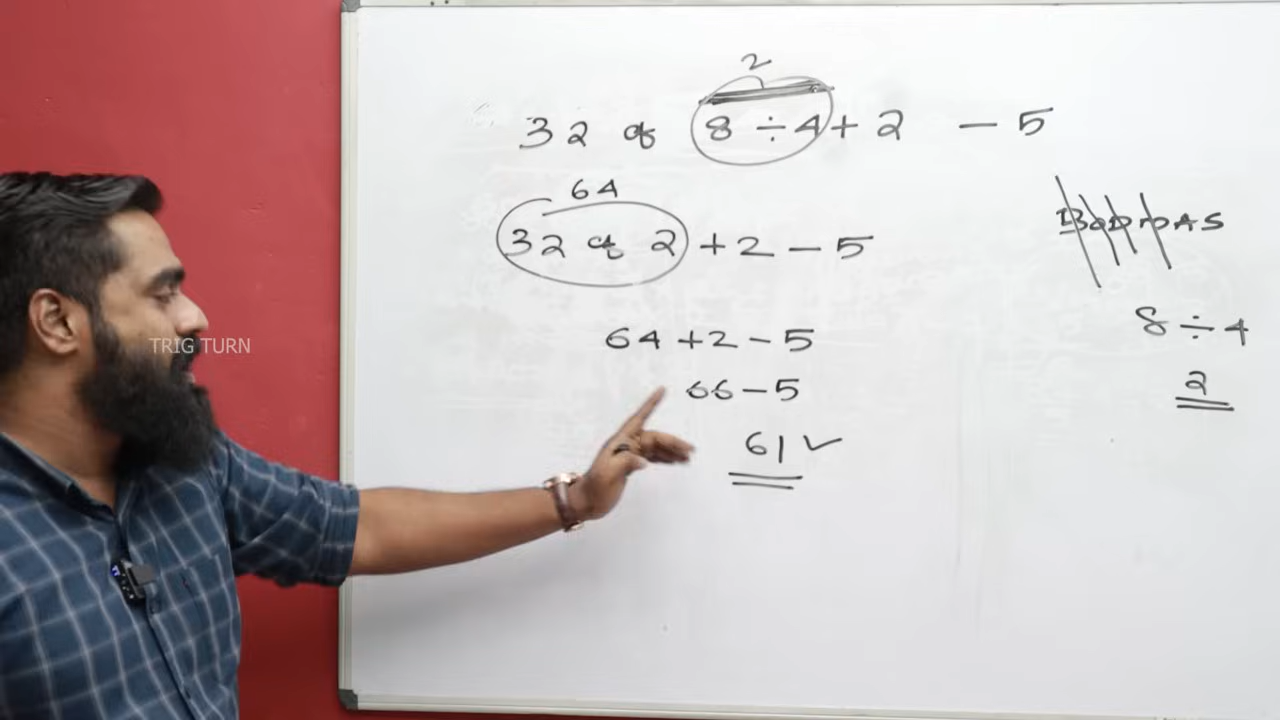 2
32 of 8 ÷ 4 + 2 - 5
64
32 of 2 + 2 - 5
64 + 2 - 5
66 - 5
61 ✓
BODMAS
8 ÷ 4
2
TRIG TURN